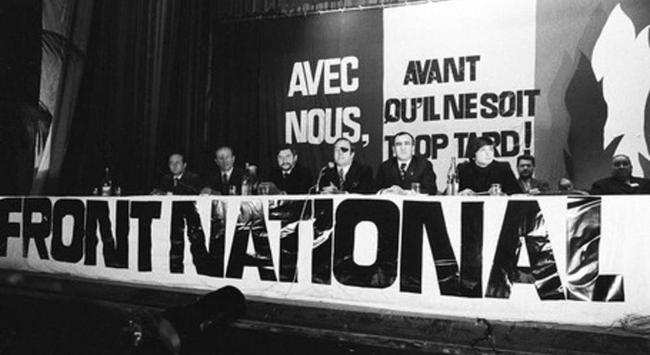 AVEC
NOUS,
AVANT
QU'IL NE SOIT
TROP TARD!
FRONT NATIONAL